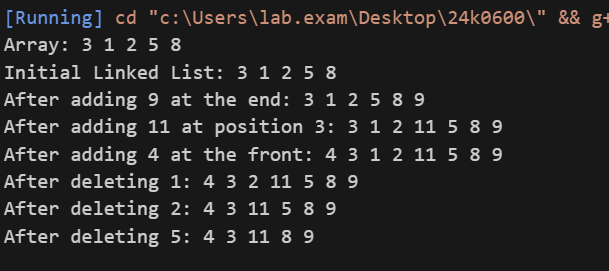 [Running] cd "c:\Users\lab.exam\Desktop\24k0600\" && g+
Array: 3 1 2 5 8
Initial Linked List: 3 1 2 5 8
After adding 9 at the end: 3 1 2 5 8 9
After adding 11 at position 3: 3 1 2 11 5 8 9
After adding 4 at the front: 4 3 1 2 11 5 8 9
After deleting 1: 4 3 2 11 5 8 9
After deleting 2: 4 3 11 5 8 9
After deleting 5: 4 3 11 8 9